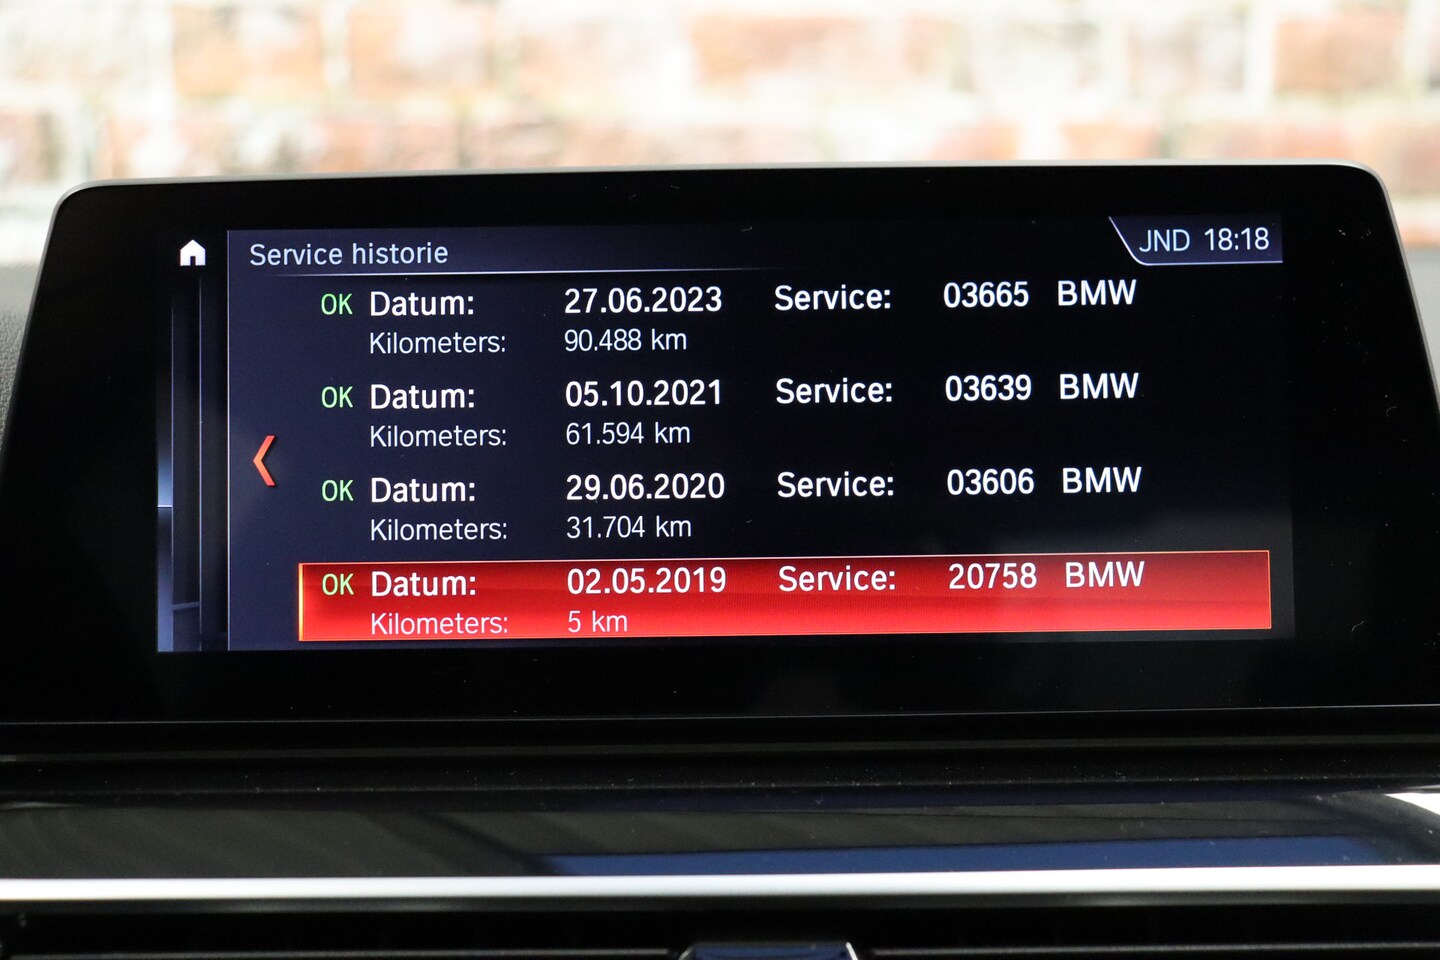 Service historie
JND 18:18
OK Datum: 27.06.2023 Service: 03665 BMW
Kilometers: 90.488 km
OK Datum: 05.10.2021 Service: 03639 BMW
Kilometers: 61.594 km
OK Datum: 29.06.2020 Service: 03606 BMW
Kilometers: 31.704 km
OK Datum: 02.05.2019 Service: 20758 BMW
Kilometers: 5 km